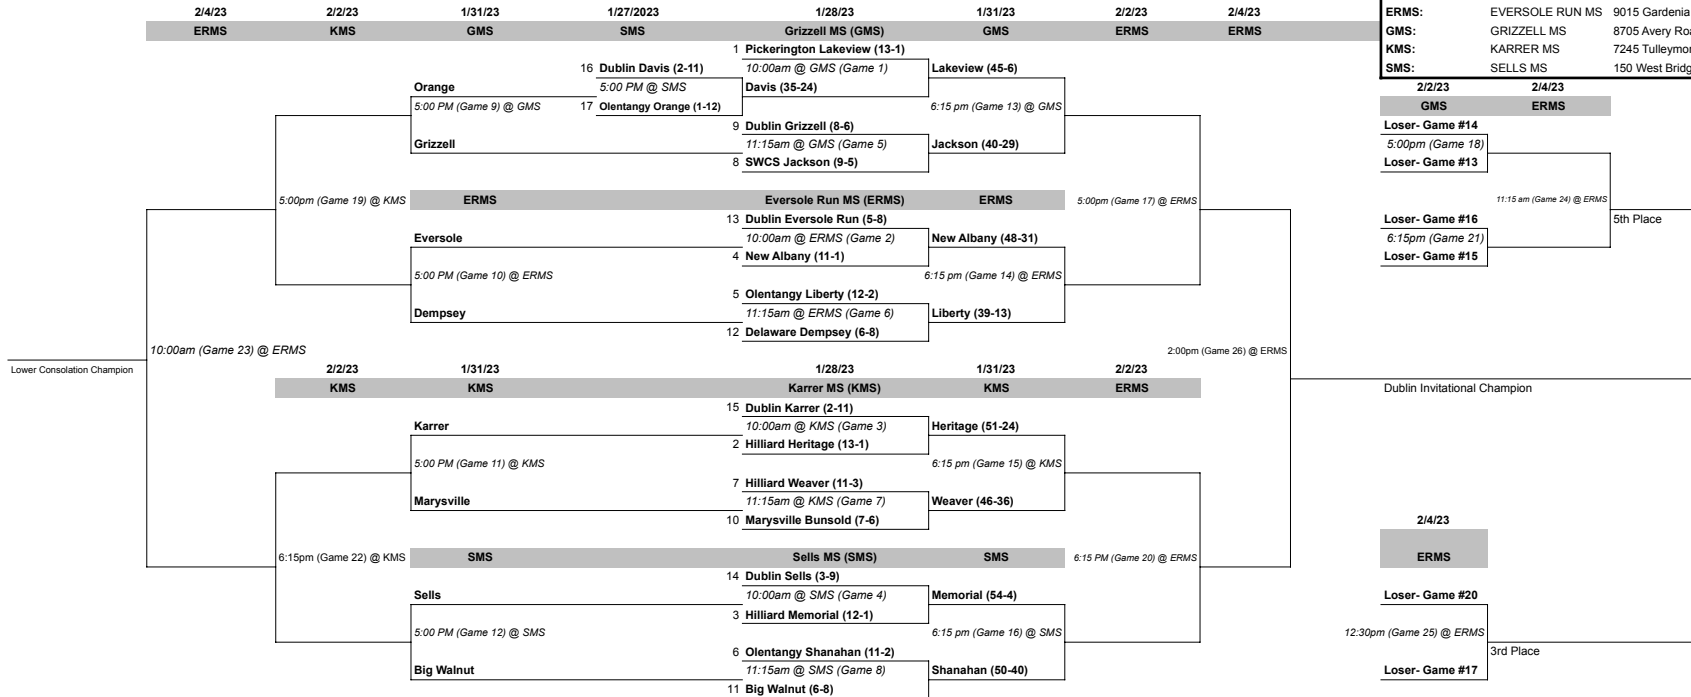 2/4/23 2/2/23 1/31/23 1/27/2023 1/28/23 1/31/23 2/2/23 2/4/23
ERMS KMS GMS SMS Grizzell MS (GMS) GMS ERMS ERMS
ERMS: EVERSOLE RUN MS 9015 Gardenia
GMS: GRIZZELL MS 8705 Avery
KMS: KARRER MS 7245
SMS: SELLS MS 150 West
1 Pickerington Lakeview (13-1)
16 Dublin Davis (2-11) 10:00am @ GMS (Game 1) Lakeview (45-6)
Orange 5:00 PM @ SMS Davis (35-24)
5:00 PM (Game 9) @ GMS 17 Olentangy Orange (1-12) 6:15 pm (Game 13) @ GMS
9 Dublin Grizzell (8-6)
Grizzell 11:15am @ GMS (Game 5) Jackson (40-29)
8 SWCS Jackson (9-5)
2/2/23 2/4/23
GMS ERMS
Loser- Game #14
5:00pm (Game 18)
Loser- Game #13
5:00pm (Game 19) @ KMS ERMS Eversole Run MS (ERMS) ERMS 5:00pm (Game 17) @ ERMS 11:15 am (Game 24) @ ERMS
13 Dublin Eversole Run (5-8) Loser- Game #16 5th Place
Eversole 10:00am @ ERMS (Game 2) New Albany (48-31) 6:15pm (Game 21)
4 New Albany (11-1) Loser- Game #15
5:00 PM (Game 10) @ ERMS 6:15 pm (Game 14) @ ERMS
5 Olentangy Liberty (12-2)
Dempsey 11:15am @ ERMS (Game 6) Liberty (39-13)
12 Delaware Dempsey (6-8)
10:00am (Game 23) @ ERMS 2:00pm (Game 26) @ ERMS
Lower Consolation Champion 2/2/23 1/31/23 1/28/23 1/31/23 2/2/23
KMS KMS Karrer MS (KMS) KMS ERMS Dublin Invitational Champion
15 Dublin Karrer (2-11)
Karrer 10:00am @ KMS (Game 3) Heritage (51-24)
2 Hilliard Heritage (13-1)
5:00 PM (Game 11) @ KMS 6:15 pm (Game 15) @ KMS
7 Hilliard Weaver (11-3)
Marysville 11:15am @ KMS (Game 7) Weaver (46-36)
10 Marysville Bunsold (7-6) 2/4/23
6:15pm (Game 22) @ KMS SMS Sells MS (SMS) SMS 6:15 PM (Game 20) @ ERMS ERMS
14 Dublin Sells (3-9)
Sells 10:00am @ SMS (Game 4) Memorial (54-4) Loser- Game #20
3 Hilliard Memorial (12-1)
5:00 PM (Game 12) @ SMS 6:15 pm (Game 16) @ SMS 12:30pm (Game 25) @ ERMS
6 Olentangy Shanahan (11-2) 3rd Place
Big Walnut 11:15am @ SMS (Game 8) Shanahan (50-40) Loser- Game #17
11 Big Walnut (6-8)